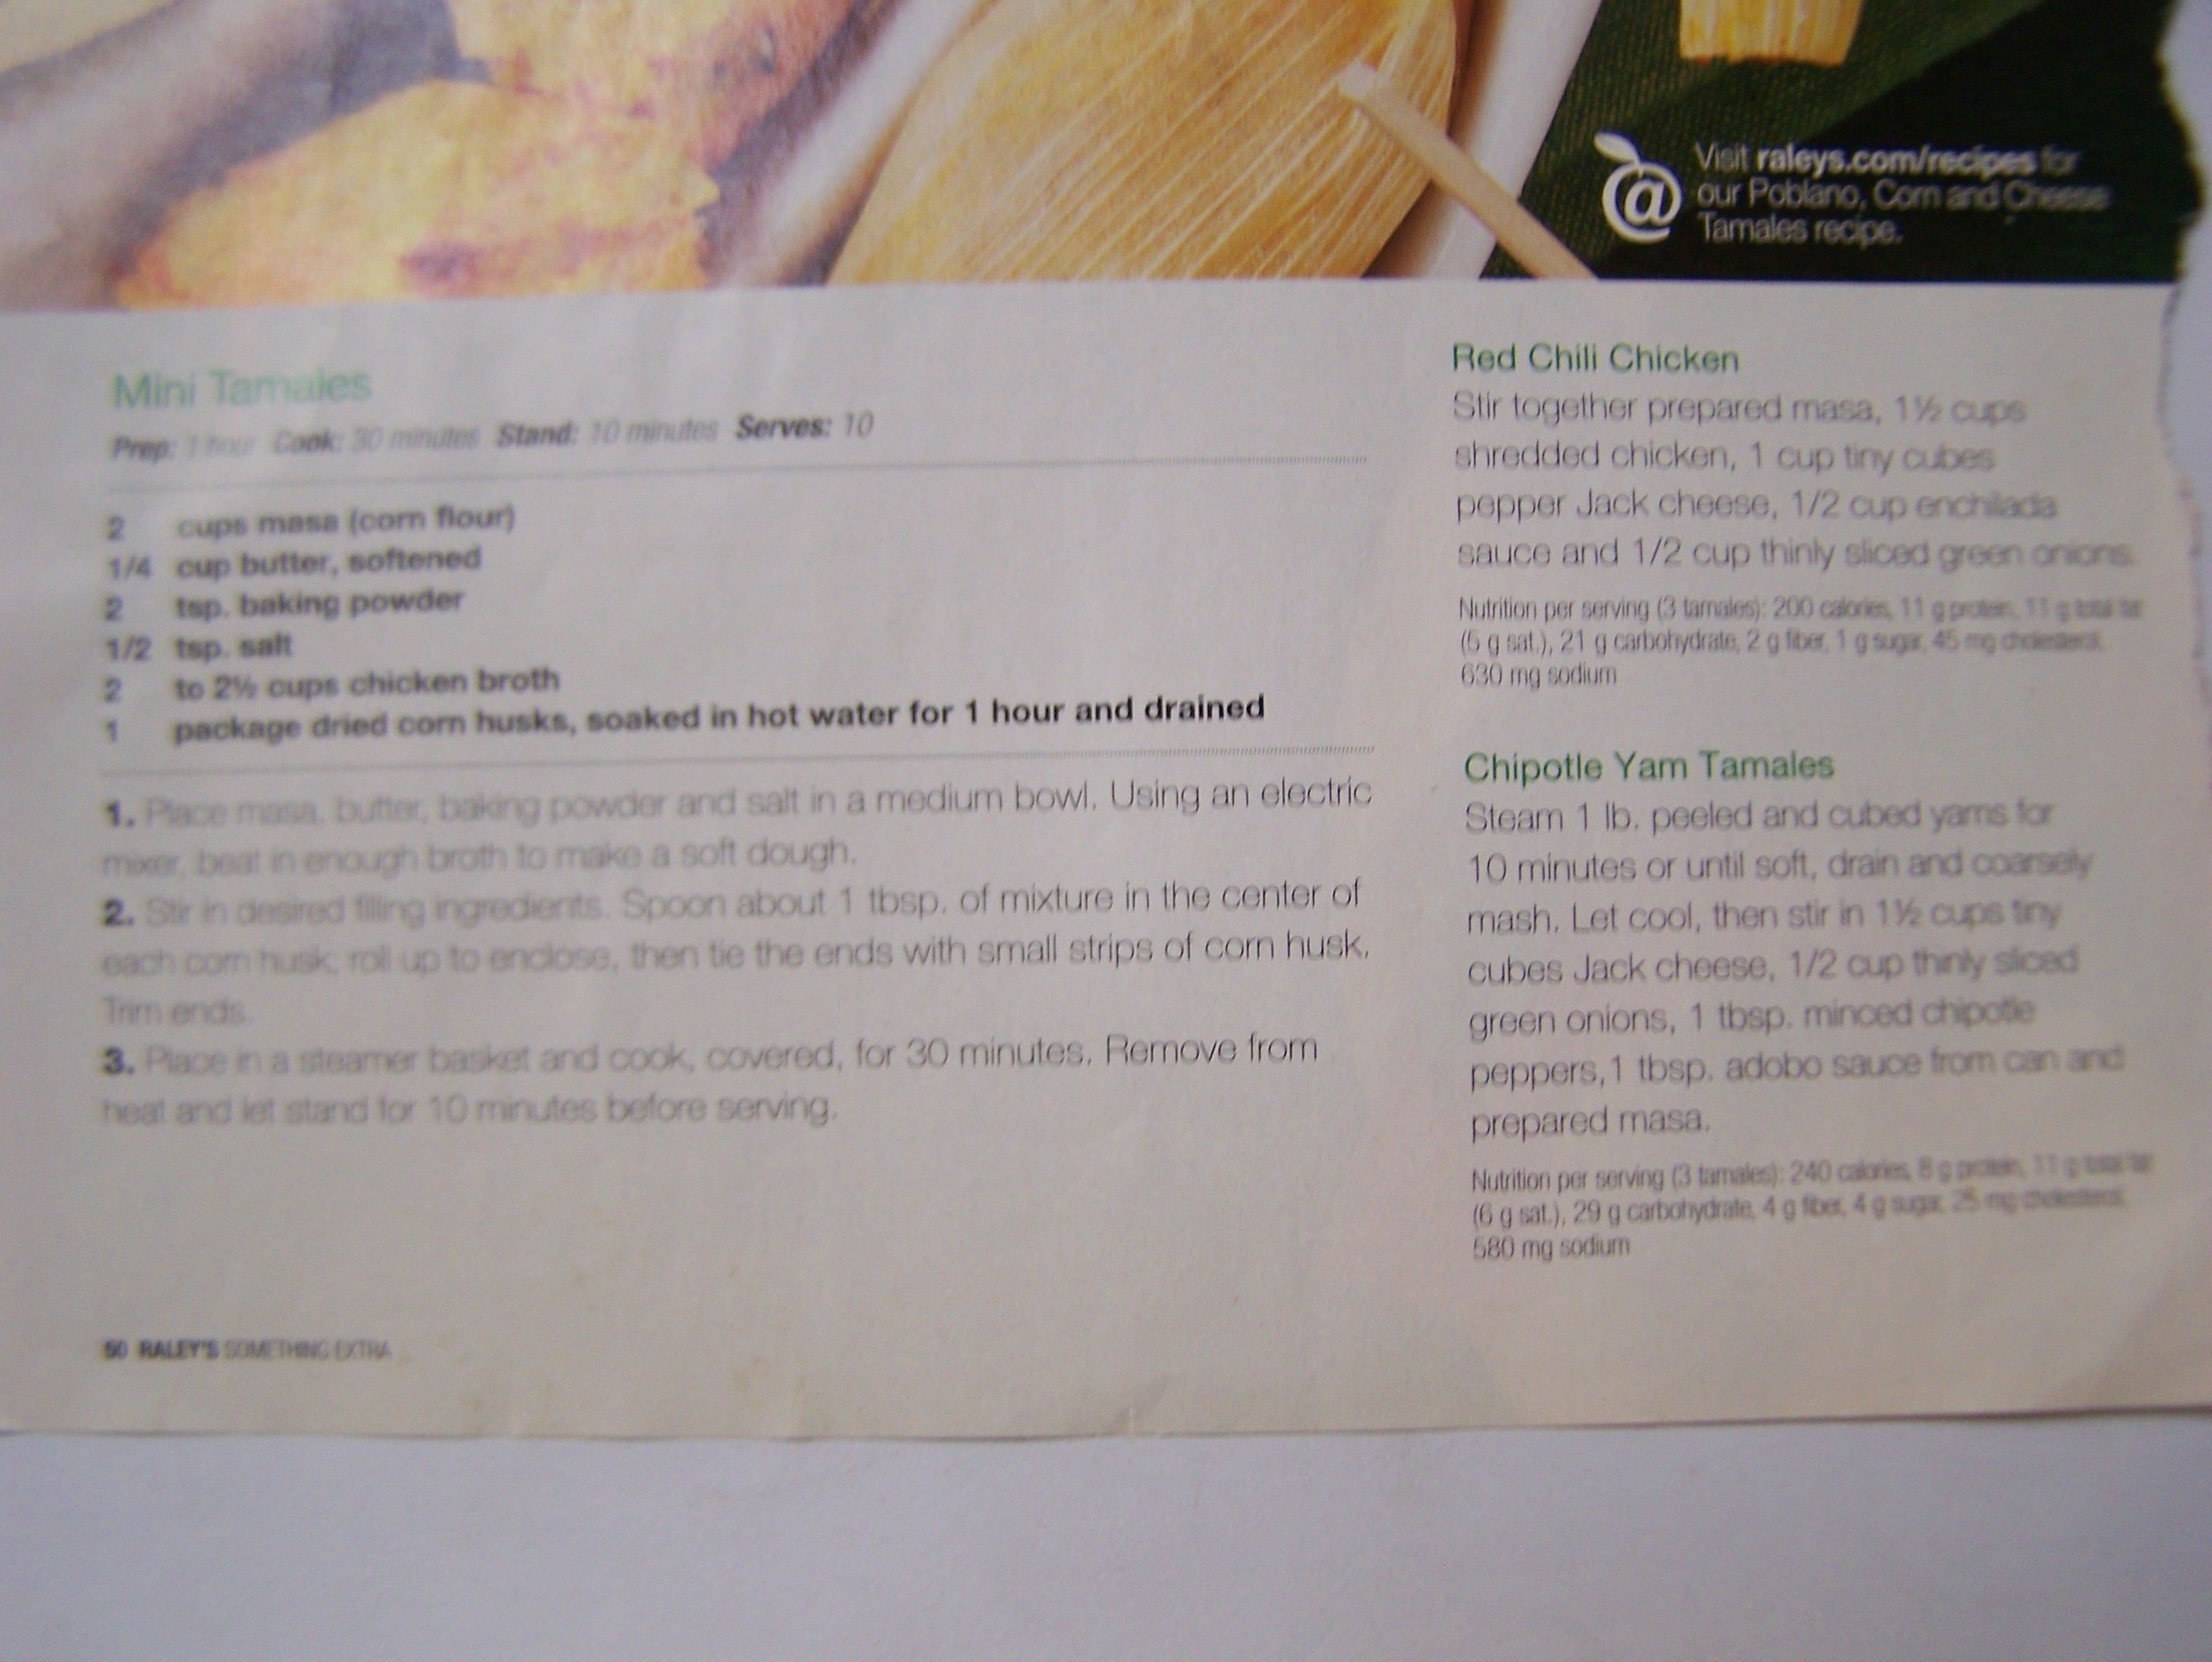 Visit raleys.com/recipes for
our Poblano, Corn and Cheese
Tamales recipe.
Mini Tamales
Prep: 1 hour Cook: 30 minutes Stand: 10 minutes Serves: 10
2 cups masa (corn flour)
1/4 cup butter, softened
2 tsp. baking powder
1/2 tsp. salt
2 to 2½ cups chicken broth
1 package dried corn husks, soaked in hot water for 1 hour and drained
1. Place masa, butter, baking powder and salt in a medium bowl. Using an electric
mixer, beat in enough broth to make a soft dough.
2. Stir in desired filling ingredients. Spoon about 1 tbsp. of mixture in the center of
each corn husk; roll up to enclose, then tie the ends with small strips of corn husk.
Trim ends.
3. Place in a steamer basket and cook, covered, for 30 minutes. Remove from
heat and let stand for 10 minutes before serving.
Red Chili Chicken
Stir together prepared masa, 1½ cups
shredded chicken, 1 cup tiny cubes
pepper Jack cheese, 1/2 cup enchilada
sauce and 1/2 cup thinly sliced green onions.
Nutrition per serving (3 tamales): 200 calories, 11 g protein, 11 g total fat
(5 g sat.), 21 g carbohydrate, 2 g fiber, 1 g sugar, 45 mg cholesterol,
630 mg sodium
Chipotle Yam Tamales
Steam 1 lb. peeled and cubed yams for
10 minutes or until soft, drain and coarsely
mash. Let cool, then stir in 1½ cups tiny
cubes Jack cheese, 1/2 cup thinly sliced
green onions, 1 tbsp. minced chipotle
peppers,1 tbsp. adobo sauce from can and
prepared masa.
Nutrition per serving (3 tamales): 240 calories, 8 g protein, 11 g total fat
(6 g sat.), 29 g carbohydrate, 4 g fiber, 4 g sugar, 25 mg cholesterol,
580 mg sodium
50 RALEY'S SOMETHING EXTRA